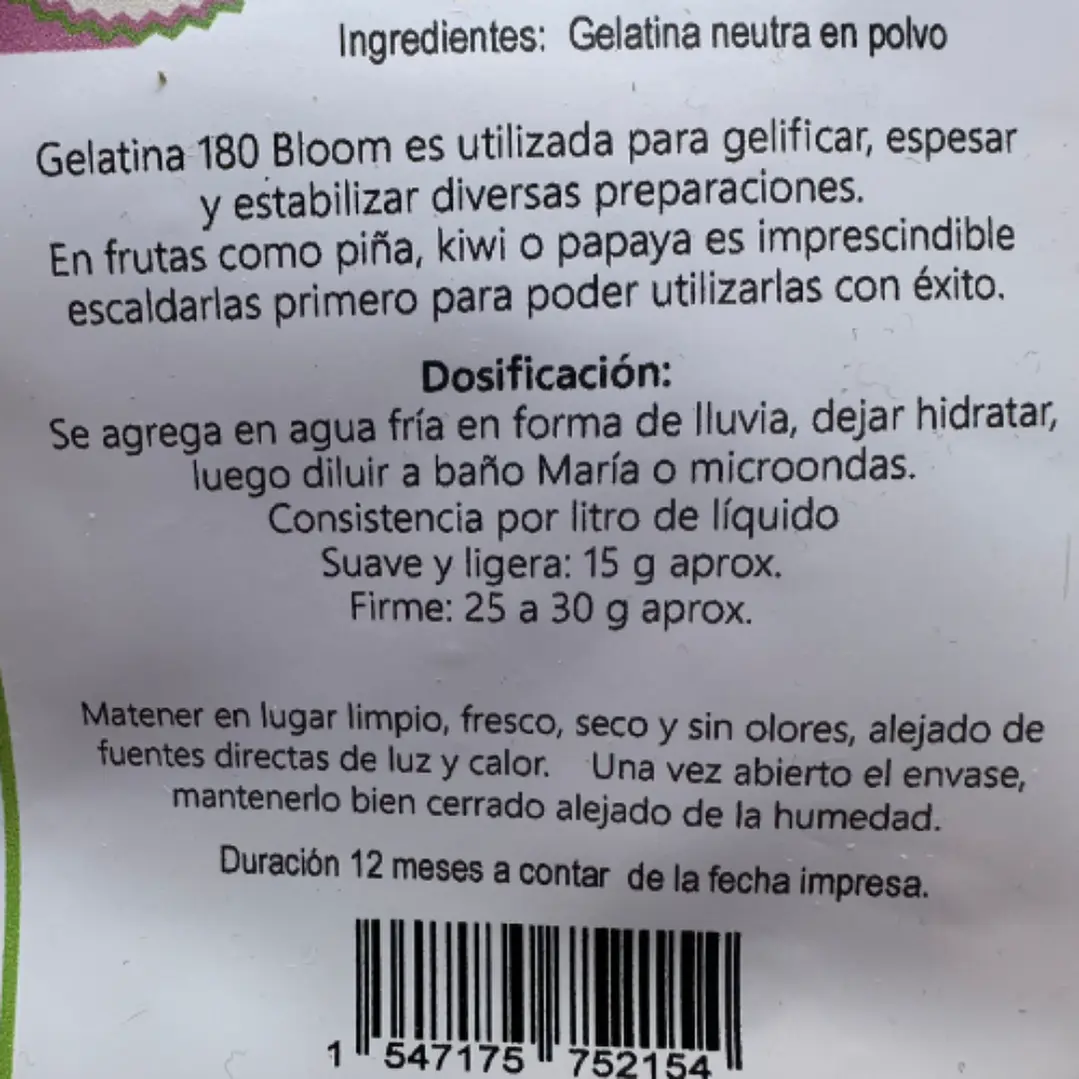 Ingredientes: Gelatina neutra en polvo
Gelatina 180 Bloom es utilizada para gelificar, espesar
y estabilizar diversas preparaciones.
En frutas como piña, kiwi o papaya es imprescindible
escaldarlas primero para poder utilizarlas con éxito.
Dosificación:
Se agrega en agua fría en forma de lluvia, dejar hidratar,
luego diluir a baño María o microondas.
Consistencia por litro de líquido
Suave y ligera: 15 g aprox.
Firme: 25 a 30 g aprox.
Matener en lugar limpio, fresco, seco y sin olores, alejado de
fuentes directas de luz y calor. Una vez abierto el envase,
mantenerlo bien cerrado alejado de la humedad.
Duración 12 meses a contar de la fecha impresa.
1 547175 752154